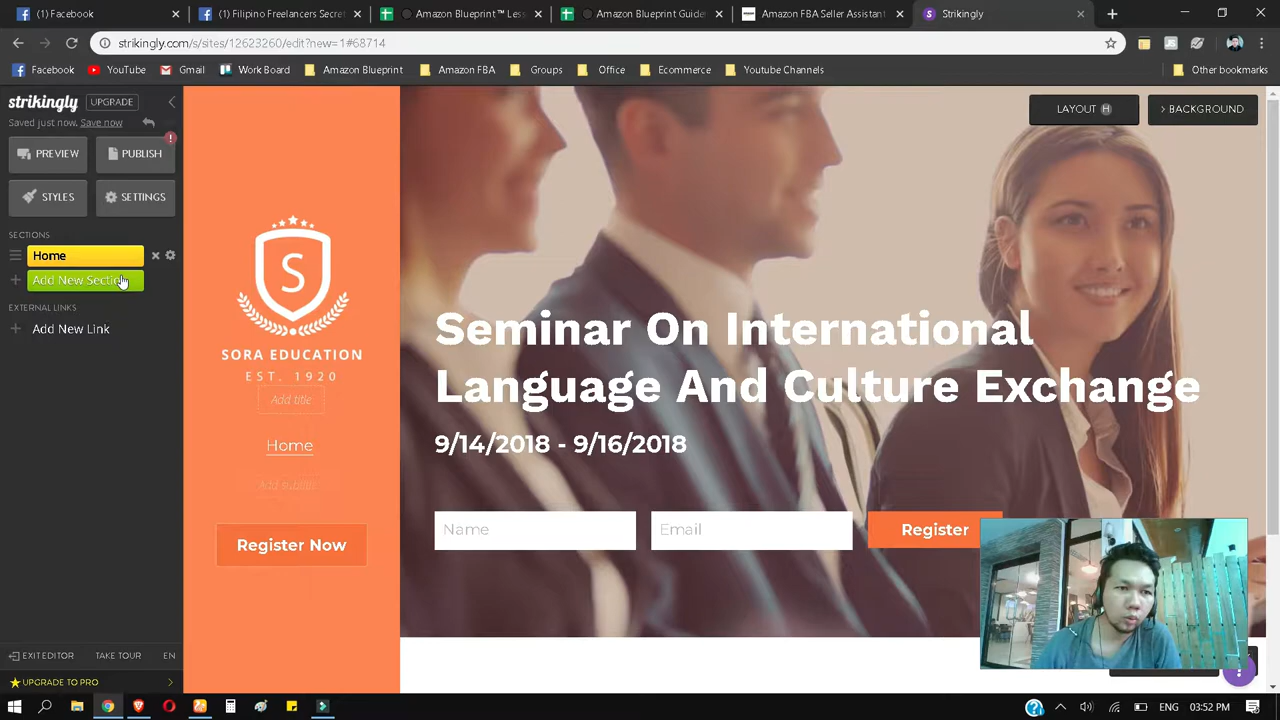 (1) Facebook
(1) Filipino Freelancers Secret
Amazon Blueprint™ Less
Amazon Blueprint Guide
Amazon FBA Seller Assistant
Strikingly
strikingly.com/s/sites/12623260/edit?new=1#68714
Facebook
YouTube
Gmail
Work Board
Amazon Blueprint
Amazon FBA
Groups
Office
Ecommerce
Youtube Channels
Other bookmarks
strikingly
UPGRADE
Saved just now. Save now
PREVIEW
PUBLISH
STYLES
SETTINGS
SECTIONS
Home
Add New Section
EXTERNAL LINKS
Add New Link
EXIT EDITOR
TAKE TOUR
EN
UPGRADE TO PRO
S
SORA EDUCATION
EST. 1920
Add title
Home
Add subtitle
Register Now
LAYOUT H
BACKGROUND
Seminar On International
Language And Culture Exchange
9/14/2018 - 9/16/2018
Name
Email
Register
ENG
03:52 PM